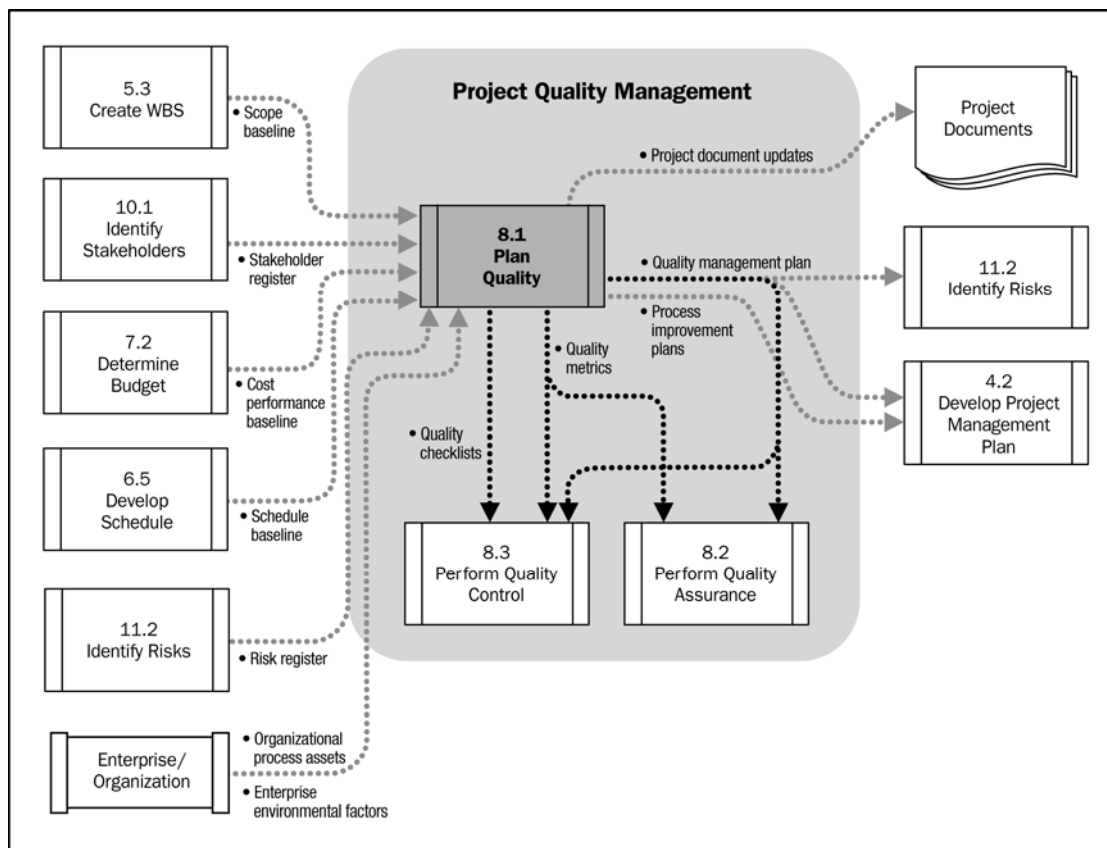 Project Quality Management
5.3
Create WBS
• Scope
baseline
10.1
Identify
Stakeholders
• Stakeholder
register
7.2
Determine
Budget
• Cost
performance
baseline
6.5
Develop
Schedule
• Schedule
baseline
11.2
Identify Risks
• Risk register
Enterprise/
Organization
• Organizational
process assets
• Enterprise
environmental factors
8.1
Plan
Quality
• Project document updates
Project
Documents
• Quality management plan
11.2
Identify Risks
• Process
improvement
plans
4.2
Develop Project
Management
Plan
• Quality
metrics
• Quality
checklists
8.3
Perform Quality
Control
8.2
Perform Quality
Assurance